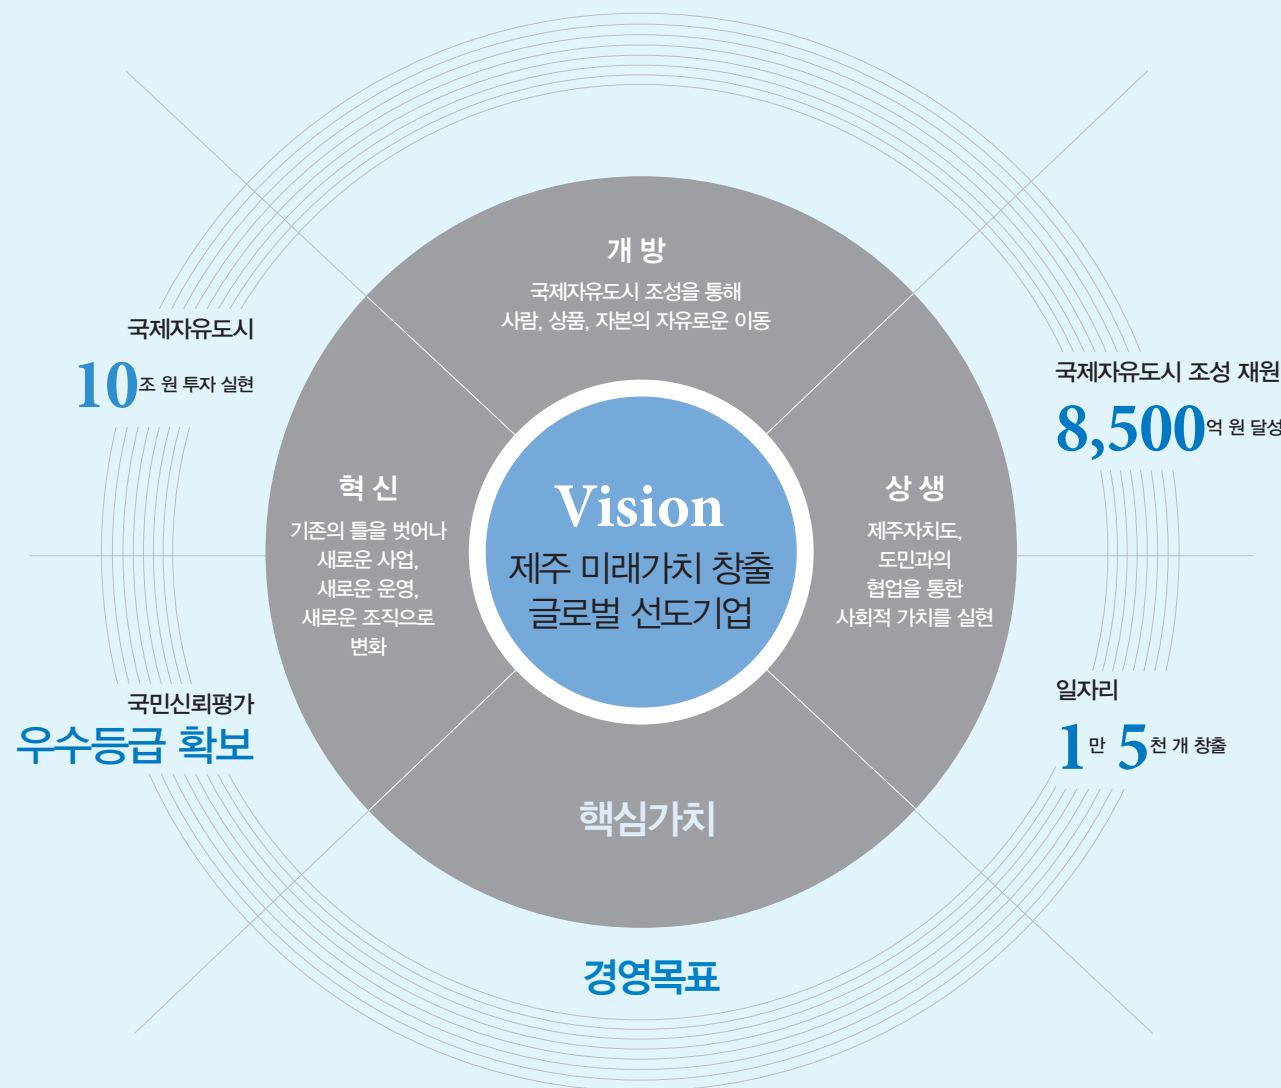 개 방
국제자유도시 조성을 통해
사람, 상품, 자본의 자유로운 이동
국제자유도시
10조 원 투자 실현
국제자유도시 조성 재원
8,500억 원 달성
혁 신
기존의 틀을 벗어나
새로운 사업,
새로운 운영,
새로운 조직으로
변화
Vision
제주 미래가치 창출
글로벌 선도기업
상 생
제주자치도,
도민과의
협업을 통한
사회적 가치를 실현
국민신뢰평가
우수등급 확보
일자리
1만 5천 개 창출
핵심가치
경영목표